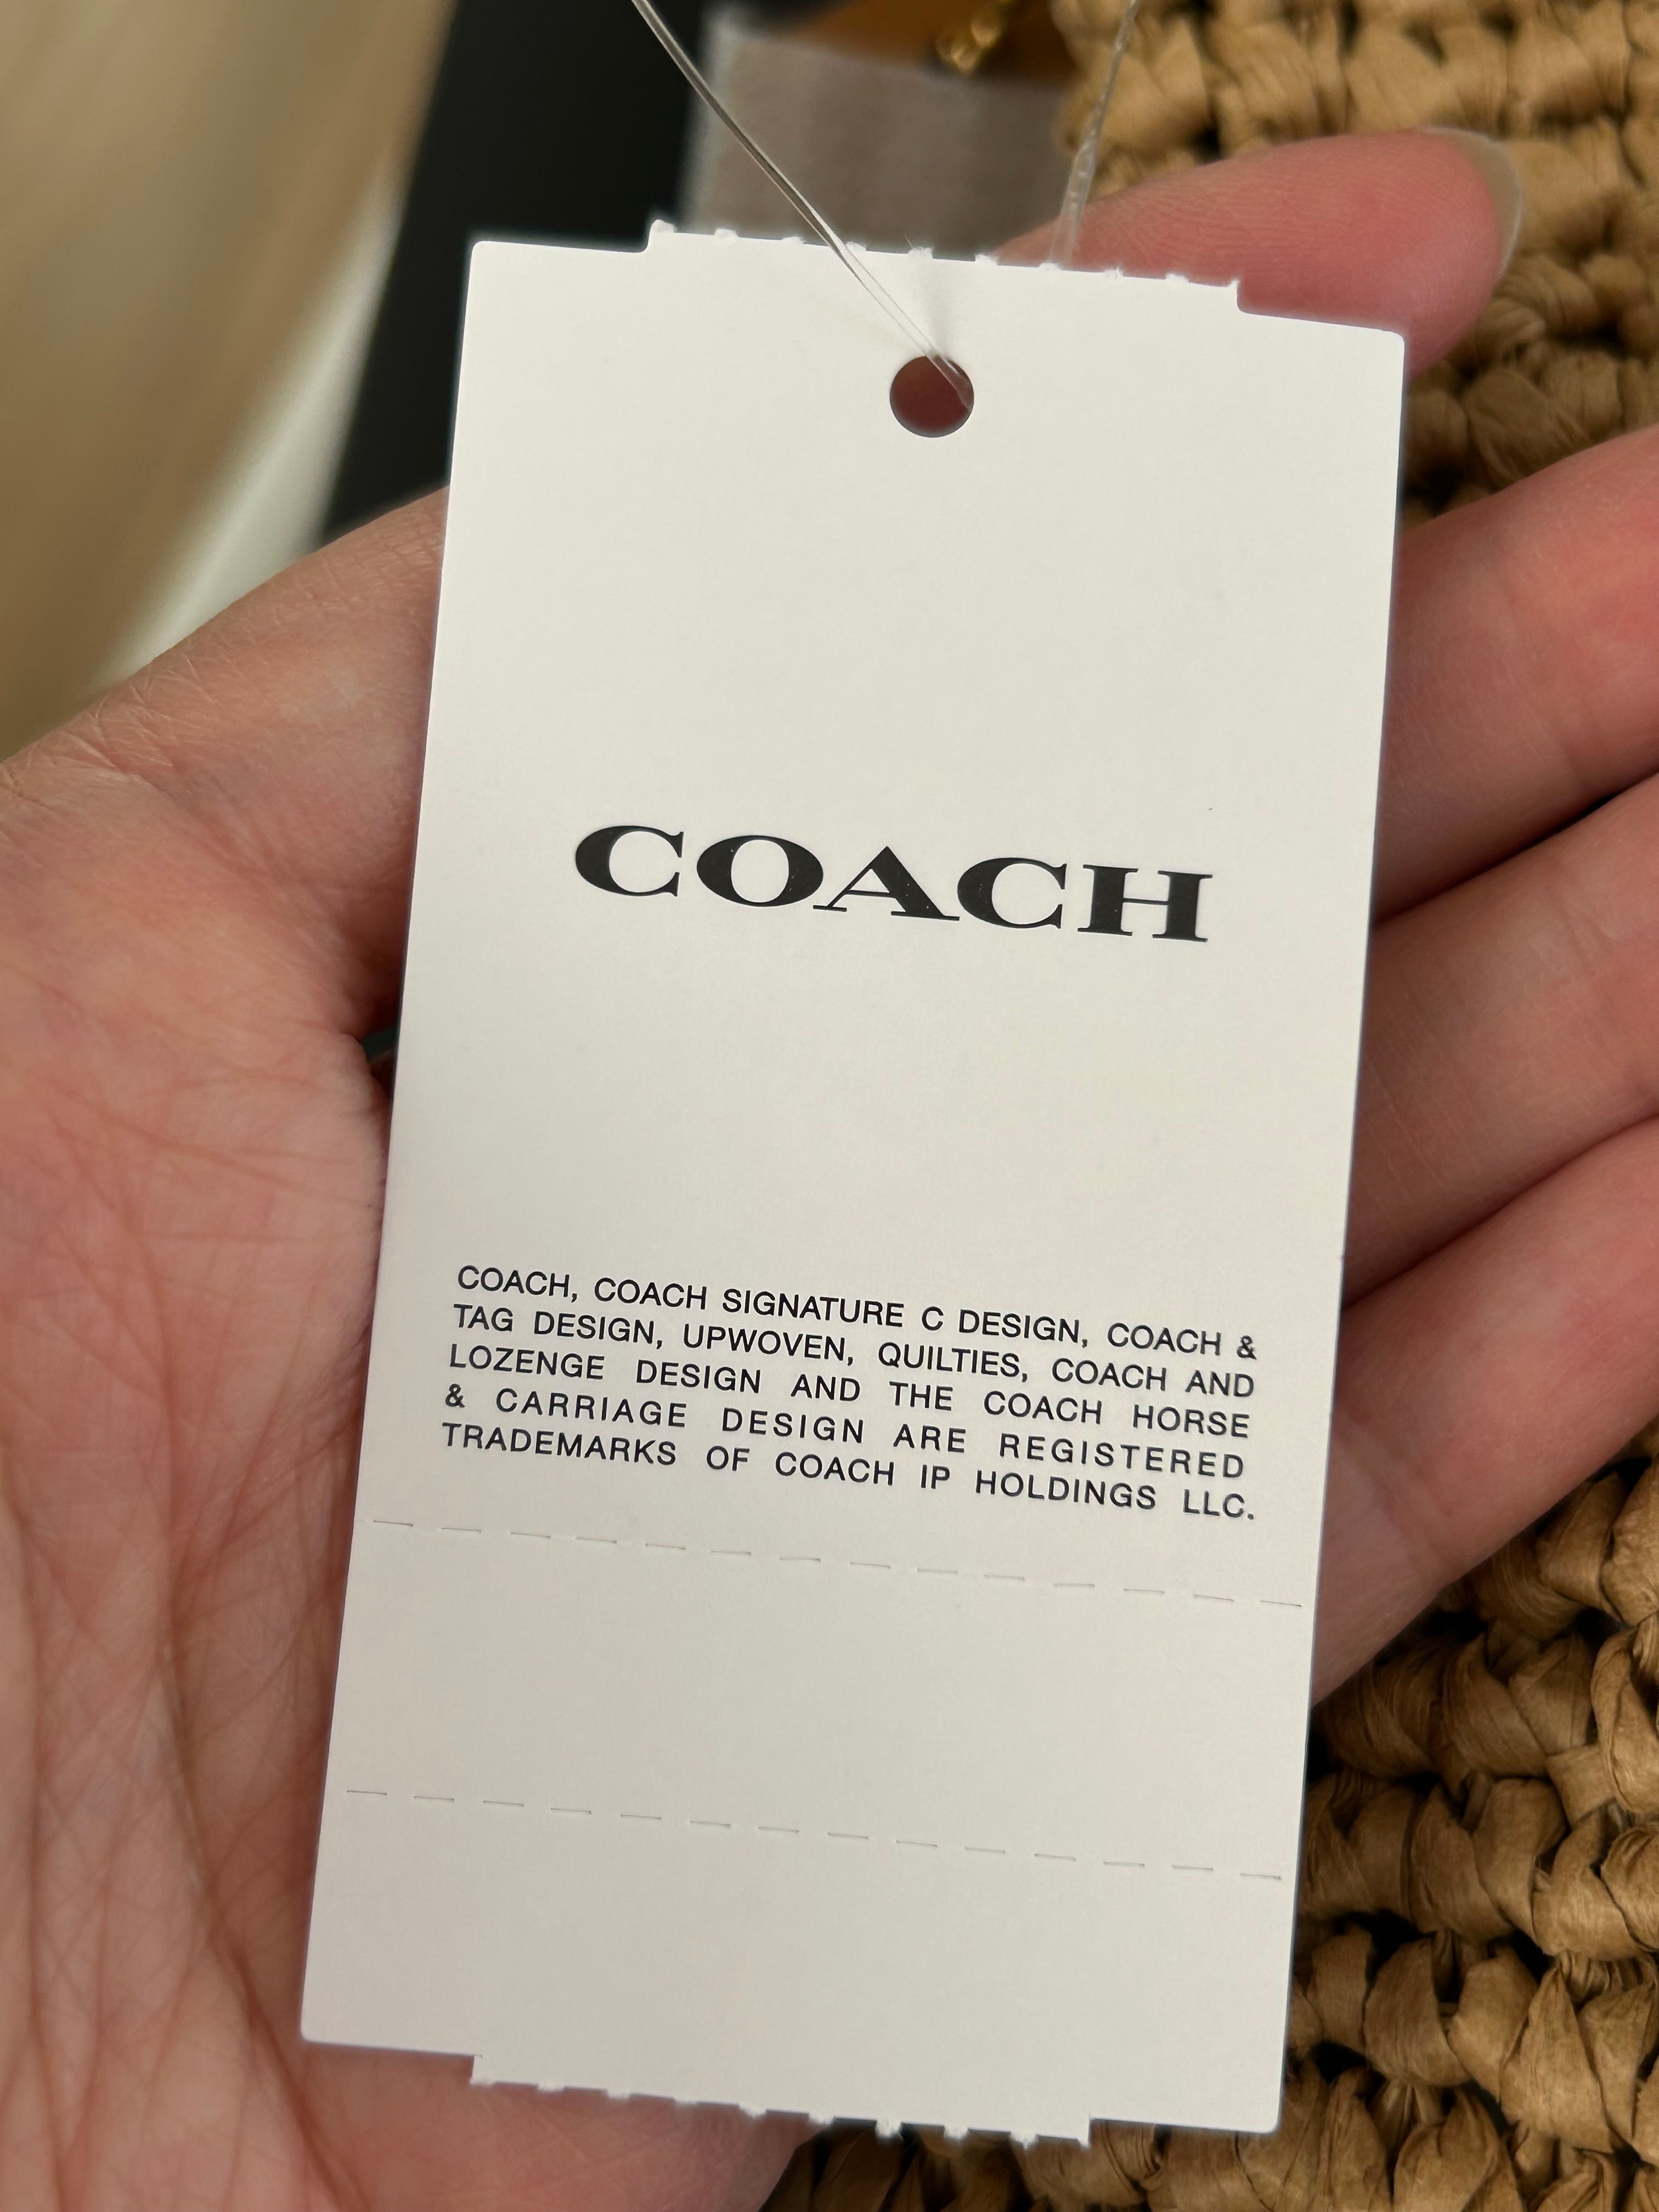 COACH
COACH, COACH SIGNATURE C DESIGN, COACH &
TAG DESIGN, UPWOVEN, QUILTIES, COACH AND
LOZENGE DESIGN AND THE COACH HORSE
& CARRIAGE DESIGN ARE REGISTERED
TRADEMARKS OF COACH IP HOLDINGS LLC.